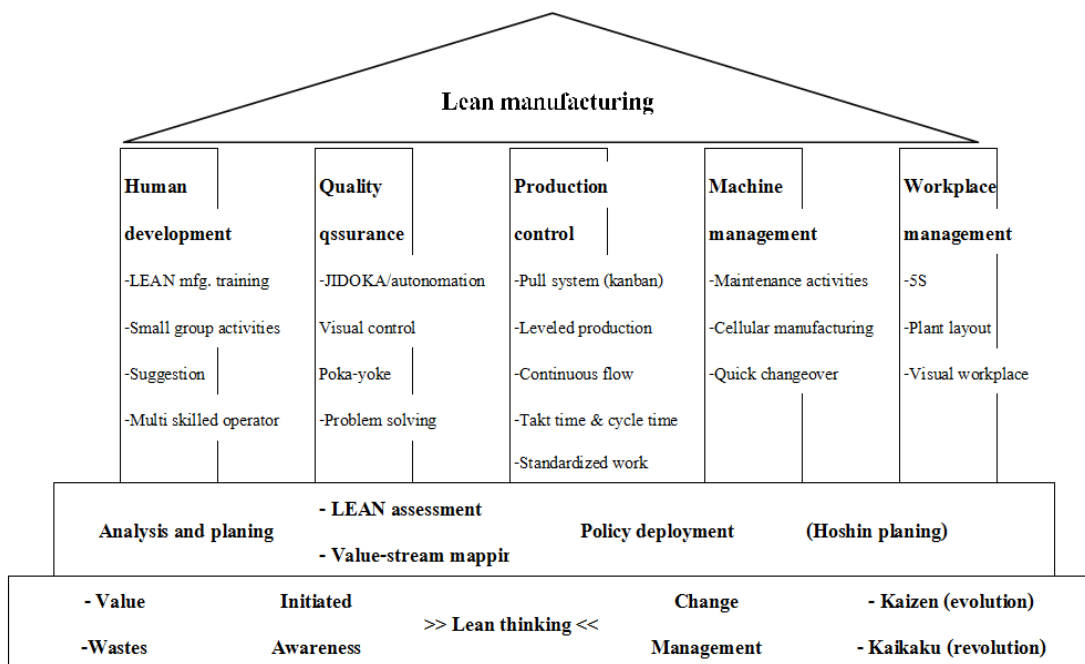 Lean manufacturing
Human
development
-LEAN mfg. training
-Small group activities
-Suggestion
-Multi skilled operator
Quality
qssurance
-JIDOKA/autonomation
Visual control
Poka-yoke
-Problem solving
Production
control
-Pull system (kanban)
-Leveled production
-Continuous flow
-Takt time & cycle time
-Standardized work
Machine
management
-Maintenance activities
-Cellular manufacturing
-Quick changeover
Workplace
management
-5S
-Plant layout
-Visual workplace
Analysis and planing
- LEAN assessment
- Value-stream mappin
Policy deployment
(Hoshin planing)
- Value
-Wastes
Initiated
Awareness
>> Lean thinking <<
Change
Management
- Kaizen (evolution)
- Kaikaku (revolution)